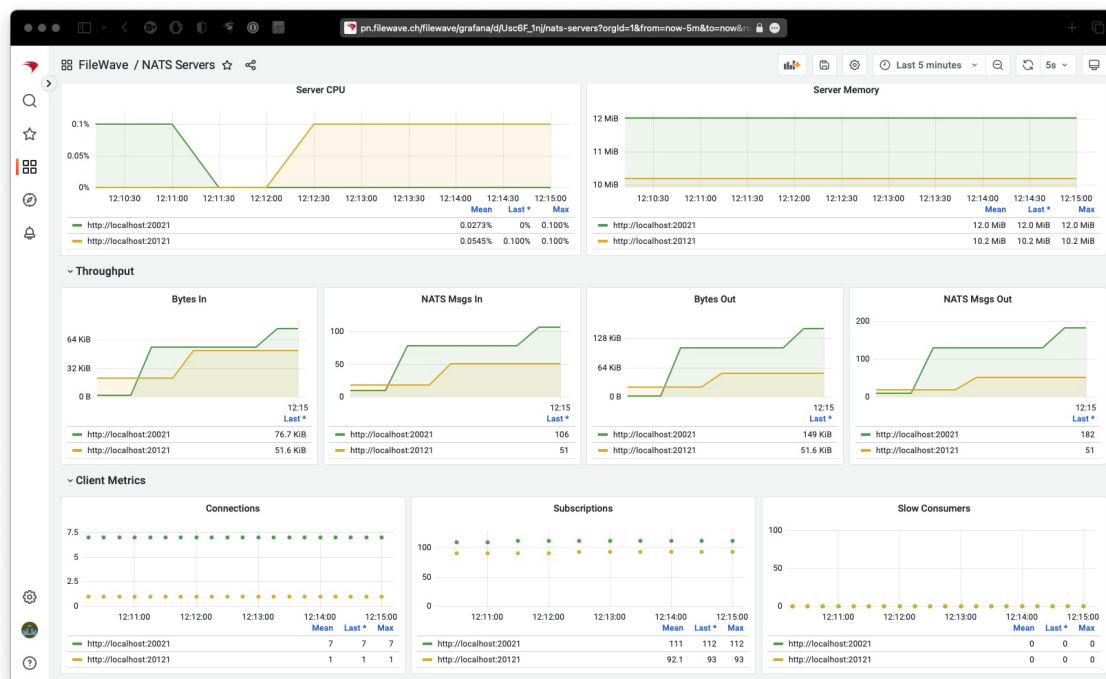 pn.filewave.ch/filewave/grafana/d/Usc6F_1nj/nats-servers?orgId=1&from=now-5m&to=now&r
FileWave / NATS Servers
Last 5 minutes
5s
Server CPU
0.1%
0.05%
0%
12:10:30 12:11:00 12:11:30 12:12:00 12:12:30 12:13:00 12:13:30 12:14:00 12:14:30 12:15:00
Mean Last * Max
http://localhost:20021 0.0273% 0% 0.100%
http://localhost:20121 0.0545% 0.100% 0.100%
Server Memory
12 MiB
11 MiB
10 MiB
12:10:30 12:11:00 12:11:30 12:12:00 12:12:30 12:13:00 12:13:30 12:14:00 12:14:30 12:15:00
Mean Last * Max
http://localhost:20021 12.0 MiB 12.0 MiB 12.0 MiB
http://localhost:20121 10.2 MiB 10.2 MiB 10.2 MiB
Throughput
Bytes In
64 KiB
32 KiB
0 B
12:15
Last *
http://localhost:20021 76.7 KiB
http://localhost:20121 51.6 KiB
NATS Msgs In
100
50
0
12:15
Last *
http://localhost:20021 106
http://localhost:20121 51
Bytes Out
128 KiB
64 KiB
0 B
12:15
Last *
http://localhost:20021 149 KiB
http://localhost:20121 51.6 KiB
NATS Msgs Out
200
100
0
12:15
Last *
http://localhost:20021 182
http://localhost:20121 51
Client Metrics
Connections
7.5
5
2.5
0
12:11:00 12:12:00 12:13:00 12:14:00 12:15:00
Mean Last * Max
http://localhost:20021 7 7 7
http://localhost:20121 1 1 1
Subscriptions
100
50
0
12:11:00 12:12:00 12:13:00 12:14:00 12:15:00
Mean Last * Max
http://localhost:20021 111 112 112
http://localhost:20121 92.1 93 93
Slow Consumers
100
50
0
12:11:00 12:12:00 12:13:00 12:14:00 12:15:00
Mean Last * Max
http://localhost:20021 0 0 0
http://localhost:20121 0 0 0